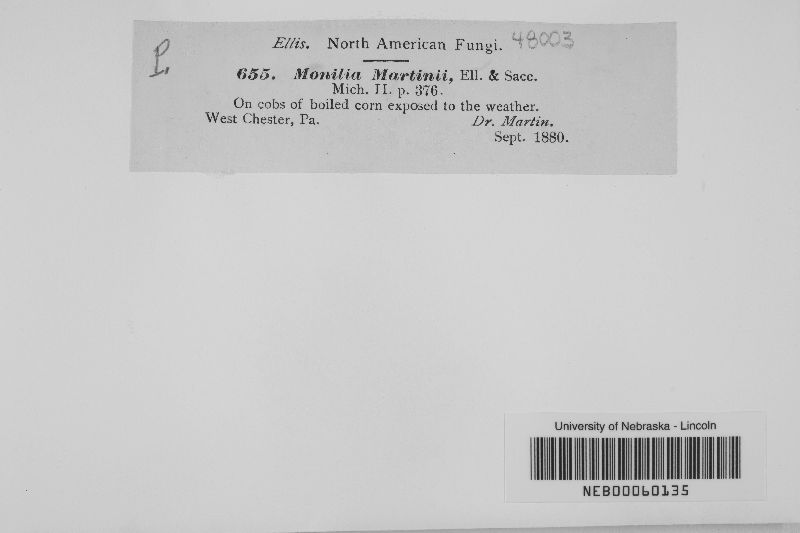 P.
Ellis. North American Fungi. 48003
655. Monilia Martinii, Ell. & Sacc.
Mich. II. p. 376.
On cobs of boiled corn exposed to the weather.
West Chester, Pa. Dr. Martin.
Sept. 1880.
University of Nebraska - Lincoln
NEB00060135